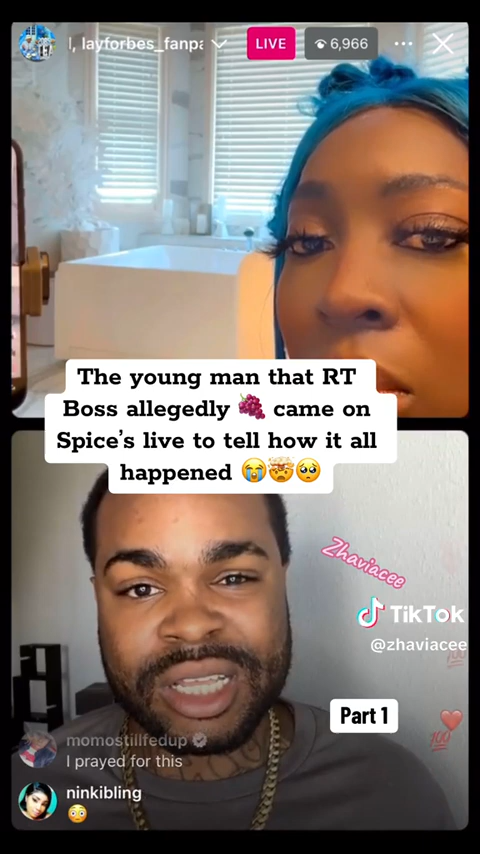 l, layforbes_fanpa
LIVE
6,966
The young man that RT
Boss allegedly 🍇 came on
Spice's live to tell how it all
happened 😭🤯🥺
Zhaviacee
TikTok
@zhaviacee
Part 1
momostillfedup
I prayed for this
ninkibling
😳
💯
💯